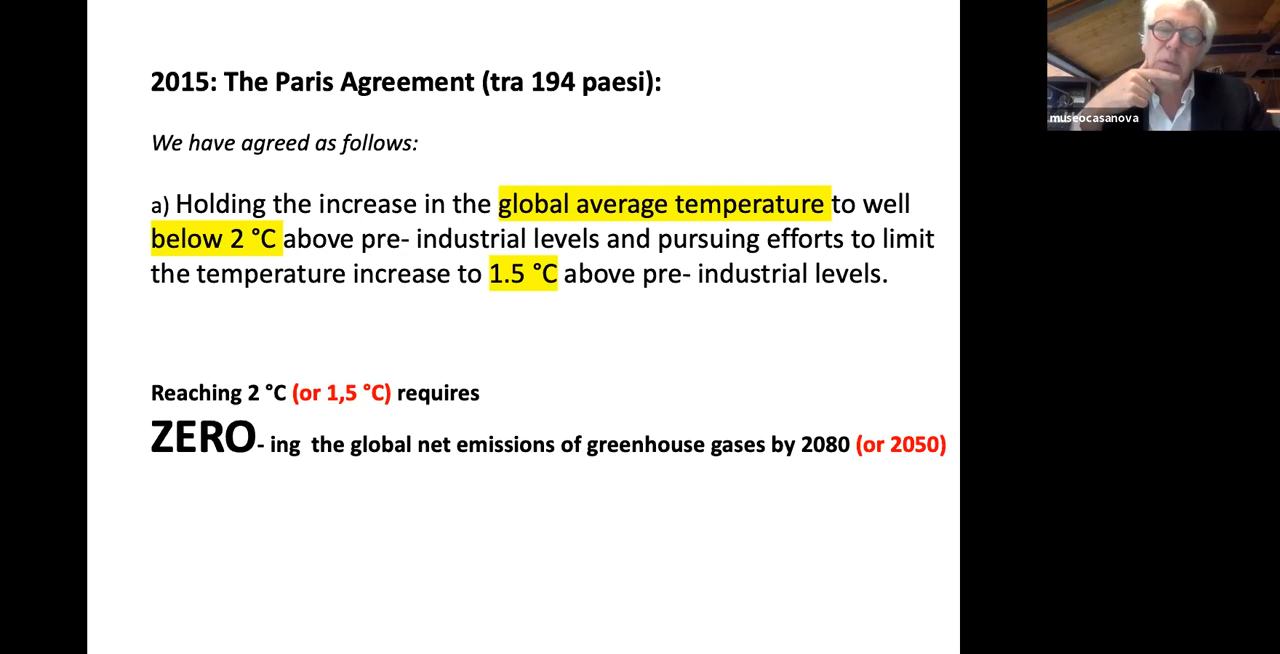 2015: The Paris Agreement (tra 194 paesi):
We have agreed as follows:
a) Holding the increase in the global average temperature to well
below 2 °C above pre- industrial levels and pursuing efforts to limit
the temperature increase to 1.5 °C above pre- industrial levels.
Reaching 2 °C (or 1,5 °C) requires
ZERO- ing the global net emissions of greenhouse gases by 2080 (or 2050)
museocasanova